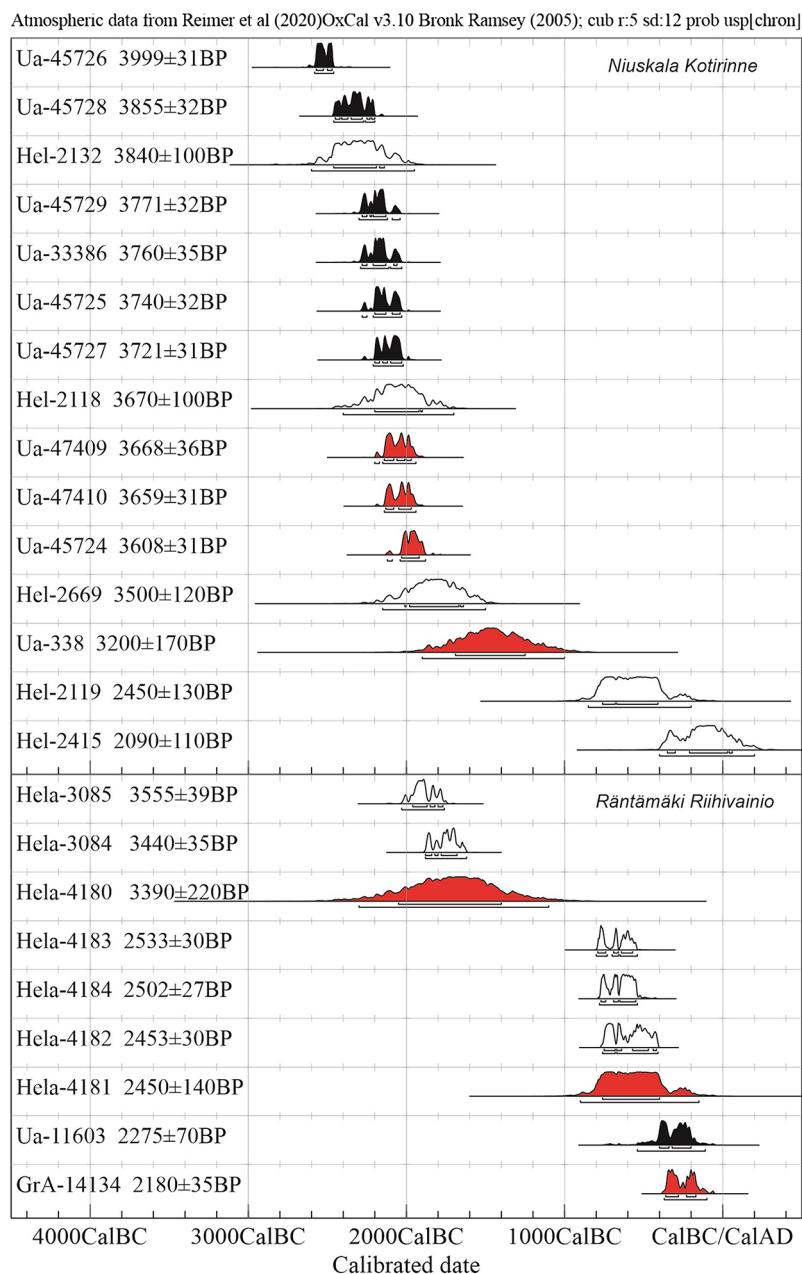 Atmospheric data from Reimer et al (2020)OxCal v3.10 Bronk Ramsey (2005); cub r:5 sd:12 prob usp[chron]
Ua-45726 3999±31BP
Niuskala Kotirinne
Ua-45728 3855±32BP
Hel-2132 3840±100BP
Ua-45729 3771±32BP
Ua-33386 3760±35BP
Ua-45725 3740±32BP
Ua-45727 3721±31BP
Hel-2118 3670±100BP
Ua-47409 3668±36BP
Ua-47410 3659±31BP
Ua-45724 3608±31BP
Hel-2669 3500±120BP
Ua-338 3200±170BP
Hel-2119 2450±130BP
Hel-2415 2090±110BP
Hela-3085 3555±39BP
Räntämäki Riihivainio
Hela-3084 3440±35BP
Hela-4180 3390±220BP
Hela-4183 2533±30BP
Hela-4184 2502±27BP
Hela-4182 2453±30BP
Hela-4181 2450±140BP
Ua-11603 2275±70BP
GrA-14134 2180±35BP
4000CalBC 3000CalBC 2000CalBC 1000CalBC CalBC/CalAD
Calibrated date